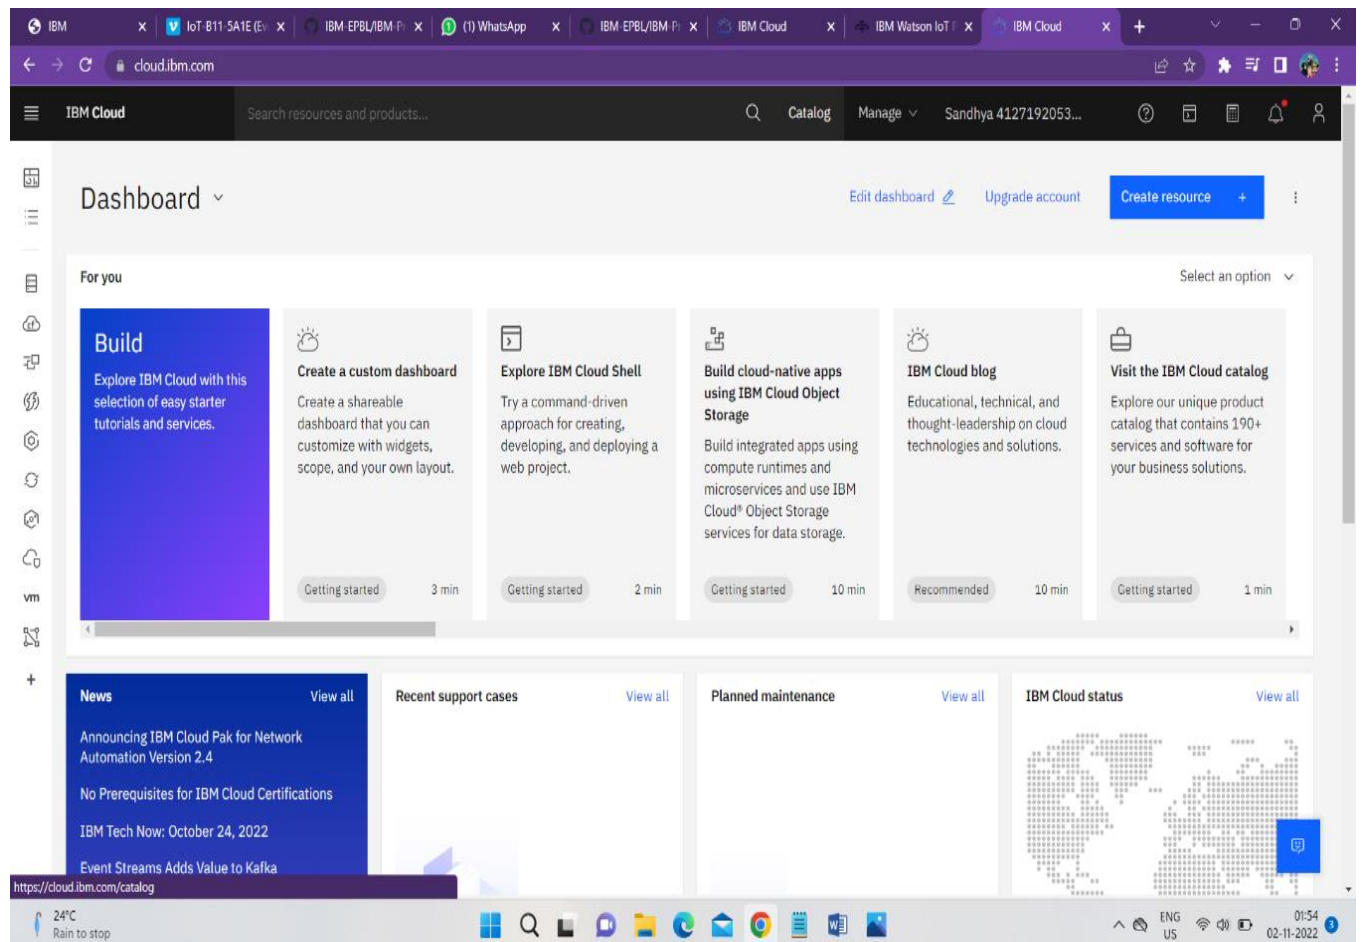 IBM
IoT-B11-5A1E (Ev
IBM-EPBL/IBM-P
(1) WhatsApp
IBM-EPBL/IBM-P
IBM Cloud
IBM Watson IoT P
IBM Cloud
cloud.ibm.com
IBM Cloud
Search resources and products...
Catalog
Manage
Sandhya 4127192053...
Dashboard
Edit dashboard
Upgrade account
Create resource +
For you
Select an option
Build
Explore IBM Cloud with this
selection of easy starter
tutorials and services.
Create a custom dashboard
Create a shareable
dashboard that you can
customize with widgets,
scope, and your own layout.
Getting started 3 min
Explore IBM Cloud Shell
Try a command-driven
approach for creating,
developing, and deploying a
web project.
Getting started 2 min
Build cloud-native apps
using IBM Cloud Object
Storage
Build integrated apps using
compute runtimes and
microservices and use IBM
Cloud® Object Storage
services for data storage.
Getting started 10 min
IBM Cloud blog
Educational, technical, and
thought-leadership on cloud
technologies and solutions.
Recommended 10 min
Visit the IBM Cloud catalog
Explore our unique product
catalog that contains 190+
services and software for
your business solutions.
Getting started 1 min
vm
News View all
Announcing IBM Cloud Pak for Network
Automation Version 2.4
No Prerequisites for IBM Cloud Certifications
IBM Tech Now: October 24, 2022
Event Streams Adds Value to Kafka
Recent support cases View all
Planned maintenance View all
IBM Cloud status View all
https://cloud.ibm.com/catalog
24°C
Rain to stop
ENG
US
01:54
02-11-2022
3